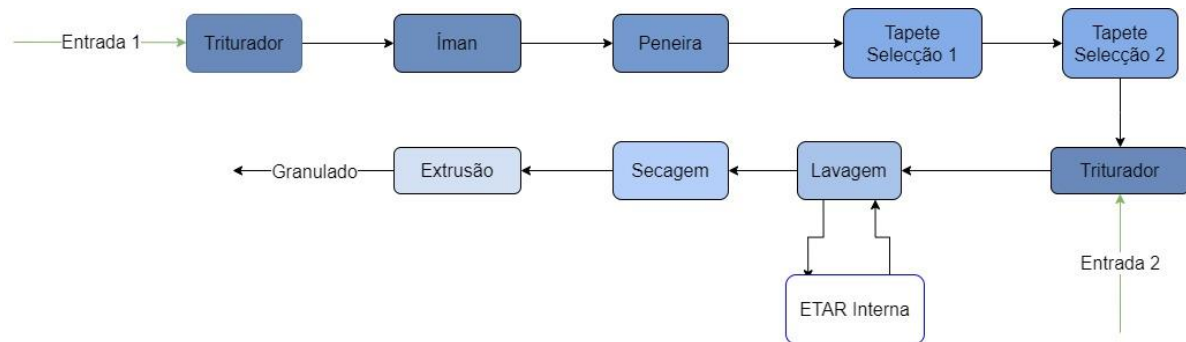 Entrada 1
Triturador
Íman
Peneira
Tapete
Selecção 1
Tapete
Selecção 2
Granulado
Extrusão
Secagem
Lavagem
Triturador
Entrada 2
ETAR Interna